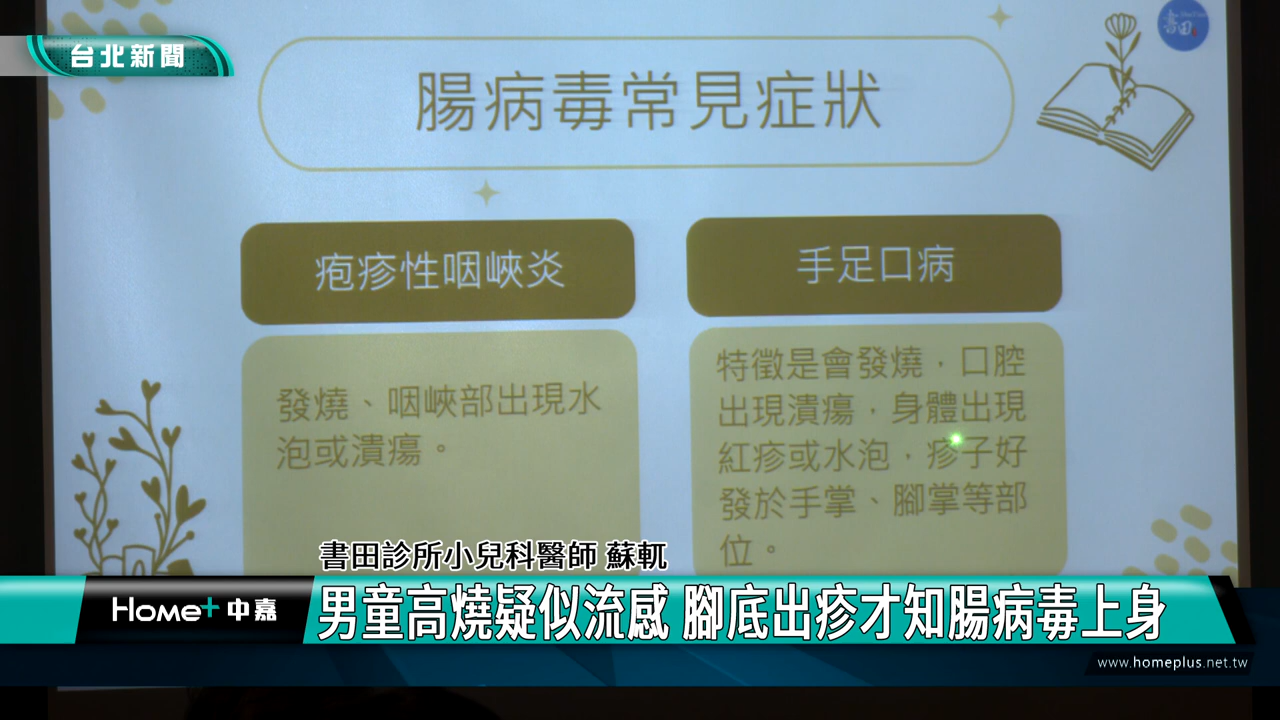 台北新聞
書田
腸病毒常見症狀
疱疹性咽峽炎
發燒、咽峽部出現水
泡或潰瘍。
手足口病
特徵是會發燒，口腔
出現潰瘍，身體出現
紅疹或水泡，疹子好
發於手掌、腳掌等部
位。
書田診所小兒科醫師 蘇軏
Home+ 中嘉
男童高燒疑似流感 腳底出疹才知腸病毒上身
www.homeplus.net.tw